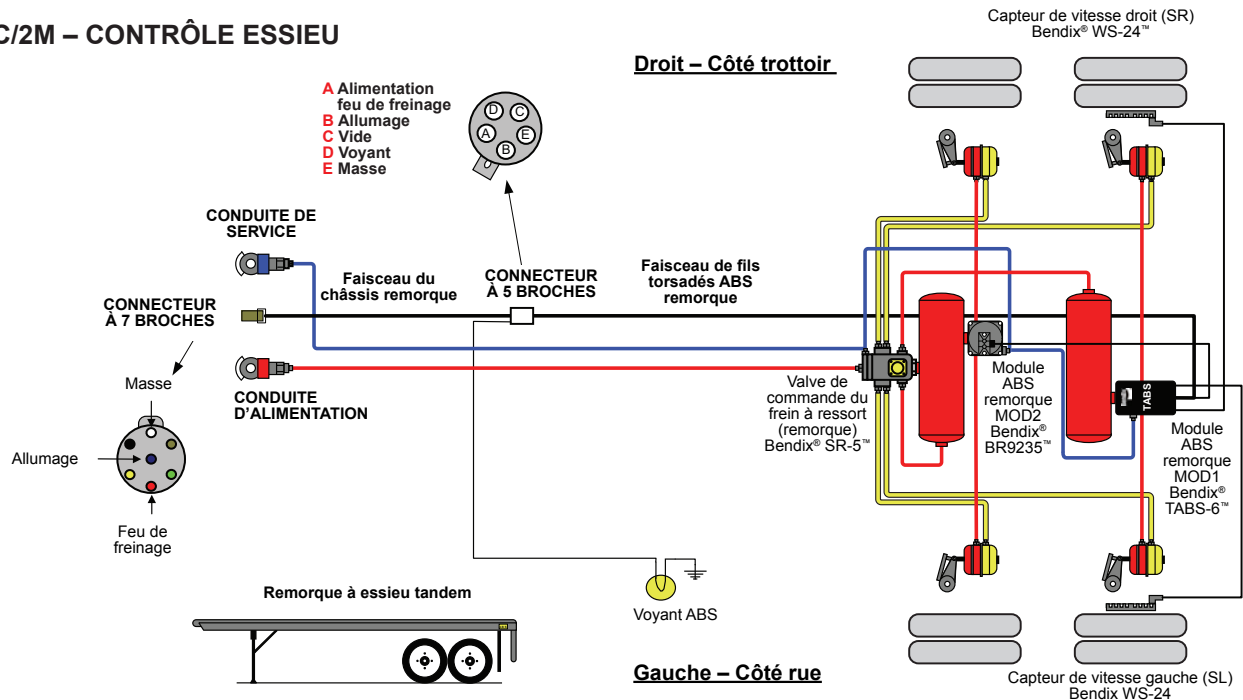 C/2M – CONTRÔLE ESSIEU
Capteur de vitesse droit (SR)
Bendix® WS-24™
Droit – Côté trottoir
A Alimentation
feu de freinage
B Allumage
C Vide
D Voyant
E Masse
D
C
A
E
B
CONDUITE DE
SERVICE
Faisceau du
châssis remorque
CONNECTEUR
À 5 BROCHES
Faisceau de fils
torsadés ABS
remorque
CONNECTEUR
À 7 BROCHES
CONDUITE
D'ALIMENTATION
Masse
Allumage
Feu de
freinage
Valve de
commande du
frein à ressort
(remorque)
Bendix® SR-5™
Module
ABS
remorque
MOD2
Bendix®
BR9235™
TABS
Module
ABS
remorque
MOD1
Bendix®
TABS-6™
Remorque à essieu tandem
Voyant ABS
Gauche – Côté rue
Capteur de vitesse gauche (SL)
Bendix WS-24